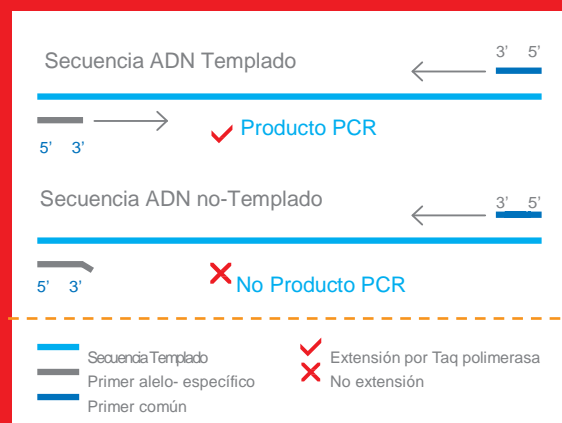 Secuencia ADN Templado
3' 5'
5' 3'
Producto PCR
Secuencia ADN no-Templado
3' 5'
5' 3'
No Producto PCR
Secuencia Templado
Extensión por Taq polimerasa
Primer alelo- específico
No extensión
Primer común